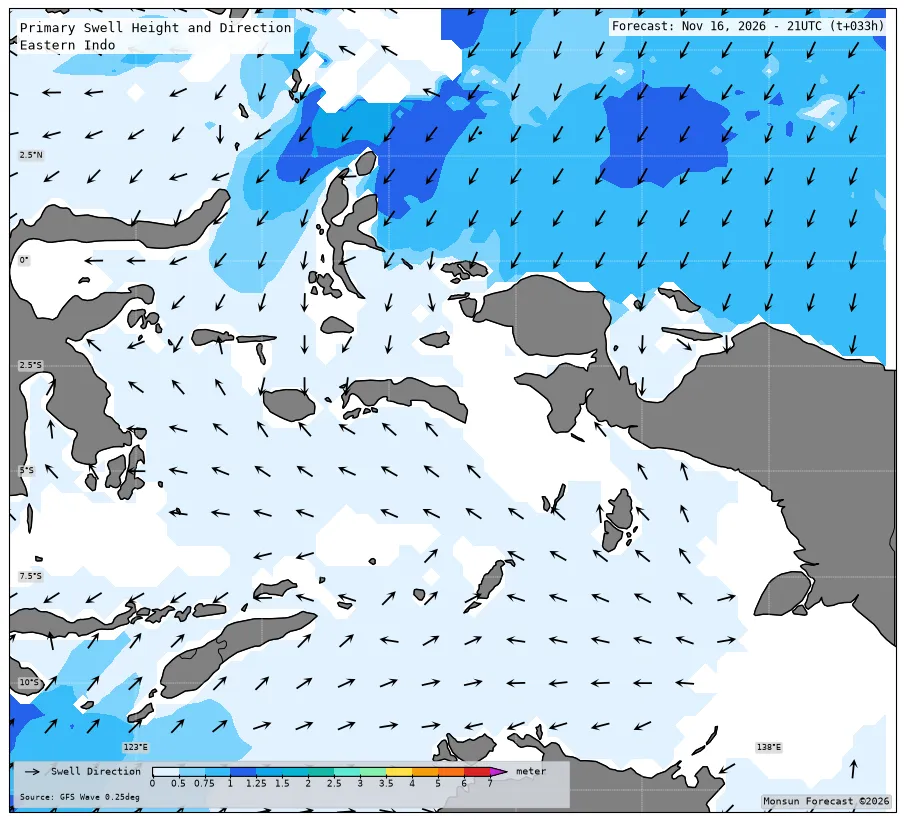 Primary Swell Height and Direction
Eastern Indo
Forecast: Nov 16, 2026 - 21UTC (t+033h)
2.5°N
0°
2.5°S
5°S
7.5°S
10°S
123°E
138°E
Swell Direction
0 0.5 0.75 1 1.25 1.5 2 2.5 3 3.5 4 5 6 7
meter
Source: GFS Wave 0.25deg
Monsun Forecast ©2026